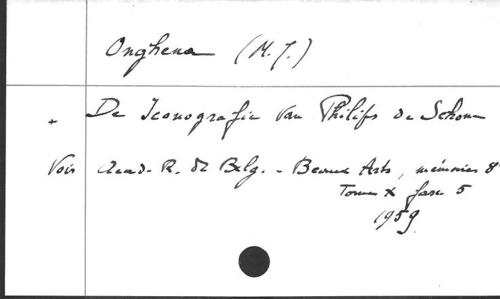 Onghena (M. J.)
+ De Iconografie van Philips de Schone
Voir Acad. R. de Belg. - Beaux Arts, mémoires 8°
Tome X fasc 5
1959